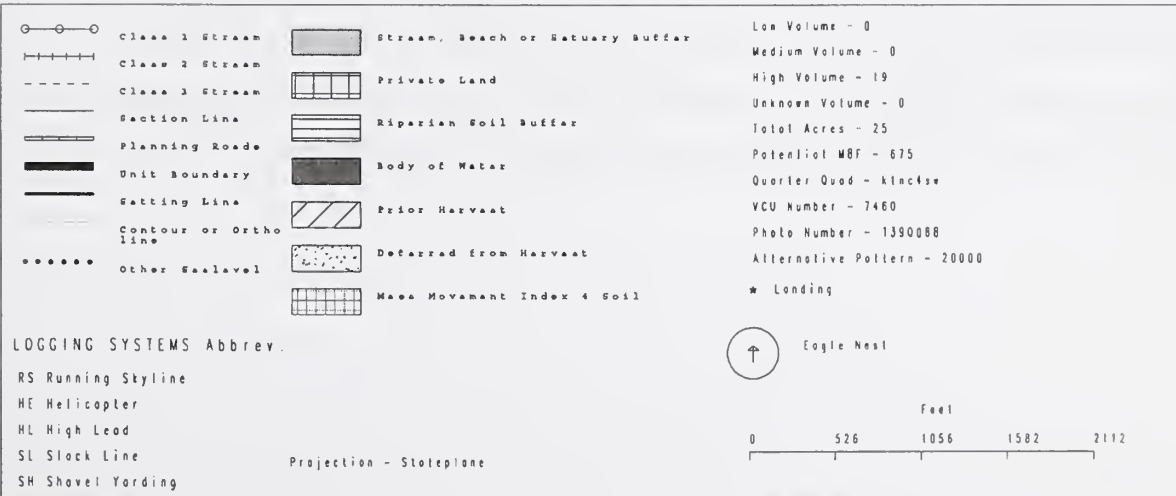 Class 1 Stream
Class 2 Stream
Class 3 Stream
Section Line
Planning Roads
Unit Boundary
Setting Line
Contour or Ortho
line
Other Sealavel
Stream, Beach or Estuary Buffer
Private Land
Riparian Soil Buffer
Body of Water
Prior Harvest
Deferred from Harvest
Mass Movement Index 4 Soil
Low Volume - 0
Medium Volume - 0
High Volume - 19
Unknown Volume - 0
Total Acres - 25
Potential MBF - 675
Quarter Quad - ktnc4sw
VCU Number - 7460
Photo Number - 1390088
Alternative Pattern - 20000
★ Landing
Eagle Nest
LOGGING SYSTEMS Abbrev.
RS Running Skyline
HE Helicopter
HL High Lead
SL Slack Line
SH Shovel Yarding
Projection - Stateplane
Feet
0 526 1056 1582 2112